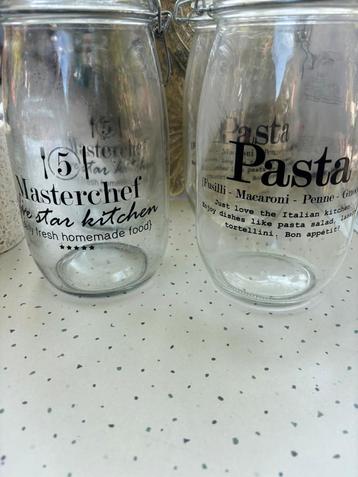 5
Masterchef
star kitchen
fresh homemade food}
★★★★★
Pasta
{Fusilli - Macaroni - Penne -
Just love the Italian kitchen.
Enjoy dishes like pasta salad,
tortellini. Bon appétit!